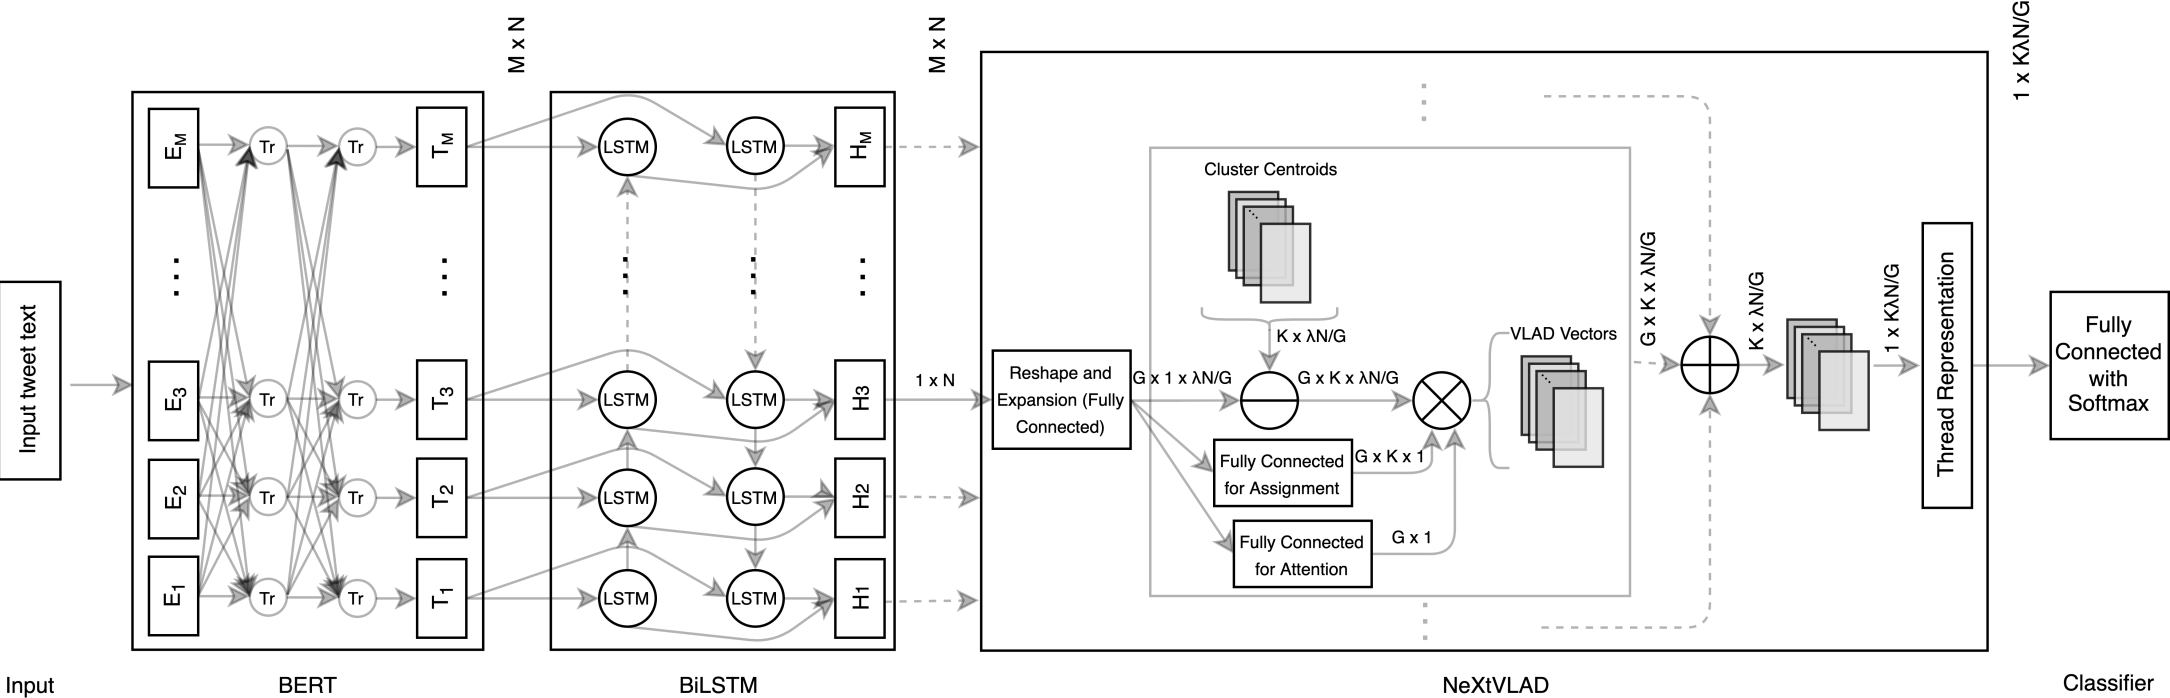 Input tweet text
Input
E_M
⋮
E_3
E_2
E_1
Tr
Tr
Tr
Tr
Tr
Tr
Tr
Tr
T_M
⋮
T_3
T_2
T_1
BERT
M x N
LSTM
LSTM
⋮
⋮
LSTM
LSTM
LSTM
LSTM
LSTM
LSTM
H_M
⋮
H3
H2
H1
BiLSTM
M x N
1 x N
Reshape and
Expansion (Fully
Connected)
G x 1 x λN/G
Cluster Centroids
K x λN/G
G x K x λN/G
Fully Connected
for Assignment
G x K x 1
Fully Connected
for Attention
G x 1
VLAD Vectors
G x K x λN/G
K x λN/G
1 x KλN/G
Thread Representation
NeXtVLAD
1 x KλN/G
Fully
Connected
with
Softmax
Classifier